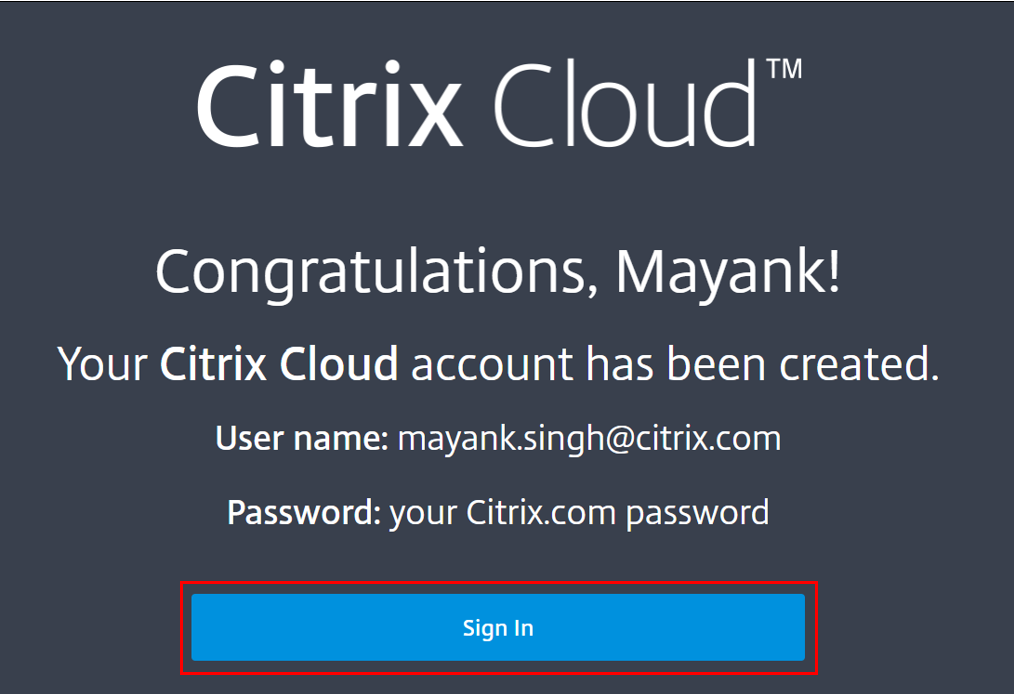 Citrix Cloud™
Congratulations, Mayank!
Your Citrix Cloud account has been created.
User name: mayank.singh@citrix.com
Password: your Citrix.com password
Sign In